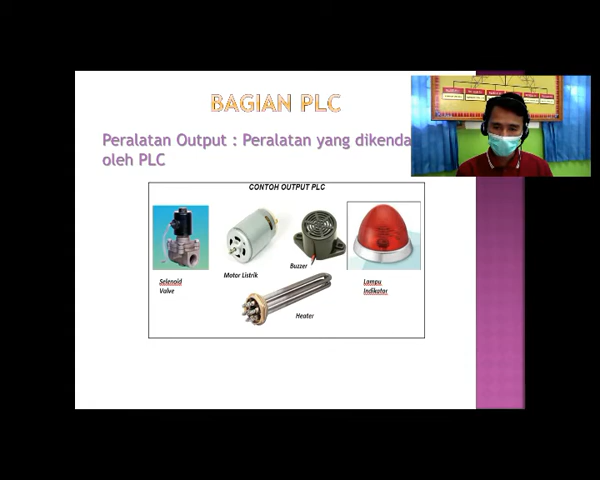 BAGIAN PLC
Peralatan Output : Peralatan yang dikenda
oleh PLC
CONTOH OUTPUT PLC
Selenoid
Valve
Motor Listrik
Buzzer
Lampu
Indikator
Heater